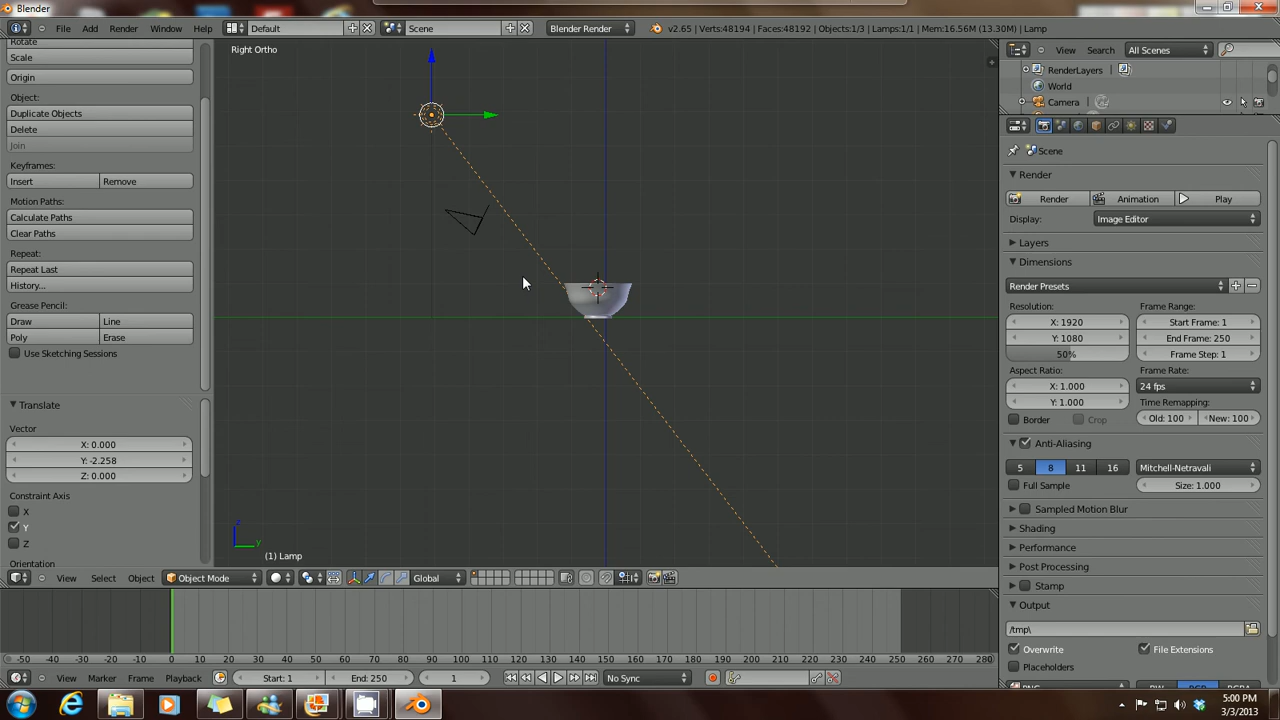 Blender
File Add Render Window Help
Default
Scene
Blender Render
v2.65 | Verts:48194 | Faces:48192 | Objects:1/3 | Lamps:1/1 | Mem:16.56M (13.30M) | Lamp
Rotate
Scale
Origin
Object:
Duplicate Objects
Delete
Join
Keyframes:
Insert Remove
Motion Paths:
Calculate Paths
Clear Paths
Repeat:
Repeat Last
History...
Grease Pencil:
Draw Line
Poly Erase
Use Sketching Sessions
Translate
Vector
X: 0.000
Y: -2.258
Z: 0.000
Constraint Axis
X
Y
Z
Orientation
Right Ortho
z
y
(1) Lamp
View Select Object Object Mode Global
View Search All Scenes
RenderLayers
World
Camera
Scene
Render
Render Animation Play
Display: Image Editor
Layers
Dimensions
Render Presets
Resolution: Frame Range:
X: 1920 Start Frame: 1
Y: 1080 End Frame: 250
50% Frame Step: 1
Aspect Ratio: Frame Rate:
X: 1.000 24 fps
Y: 1.000 Time Remapping:
Border Crop Old: 100 New: 100
Anti-Aliasing
5 8 11 16 Mitchell-Netravali
Full Sample Size: 1.000
Sampled Motion Blur
Shading
Performance
Post Processing
Stamp
Output
/tmp\
Overwrite File Extensions
Placeholders
-50 -40 -30 -20 -10 0 10 20 30 40 50 60 70 80 90 100 110 120 130 140 150 160 170 180 190 200 210 220 230 240 250 260 270 280
View Marker Frame Playback Start: 1 End: 250 1 No Sync
5:00 PM
3/3/2013